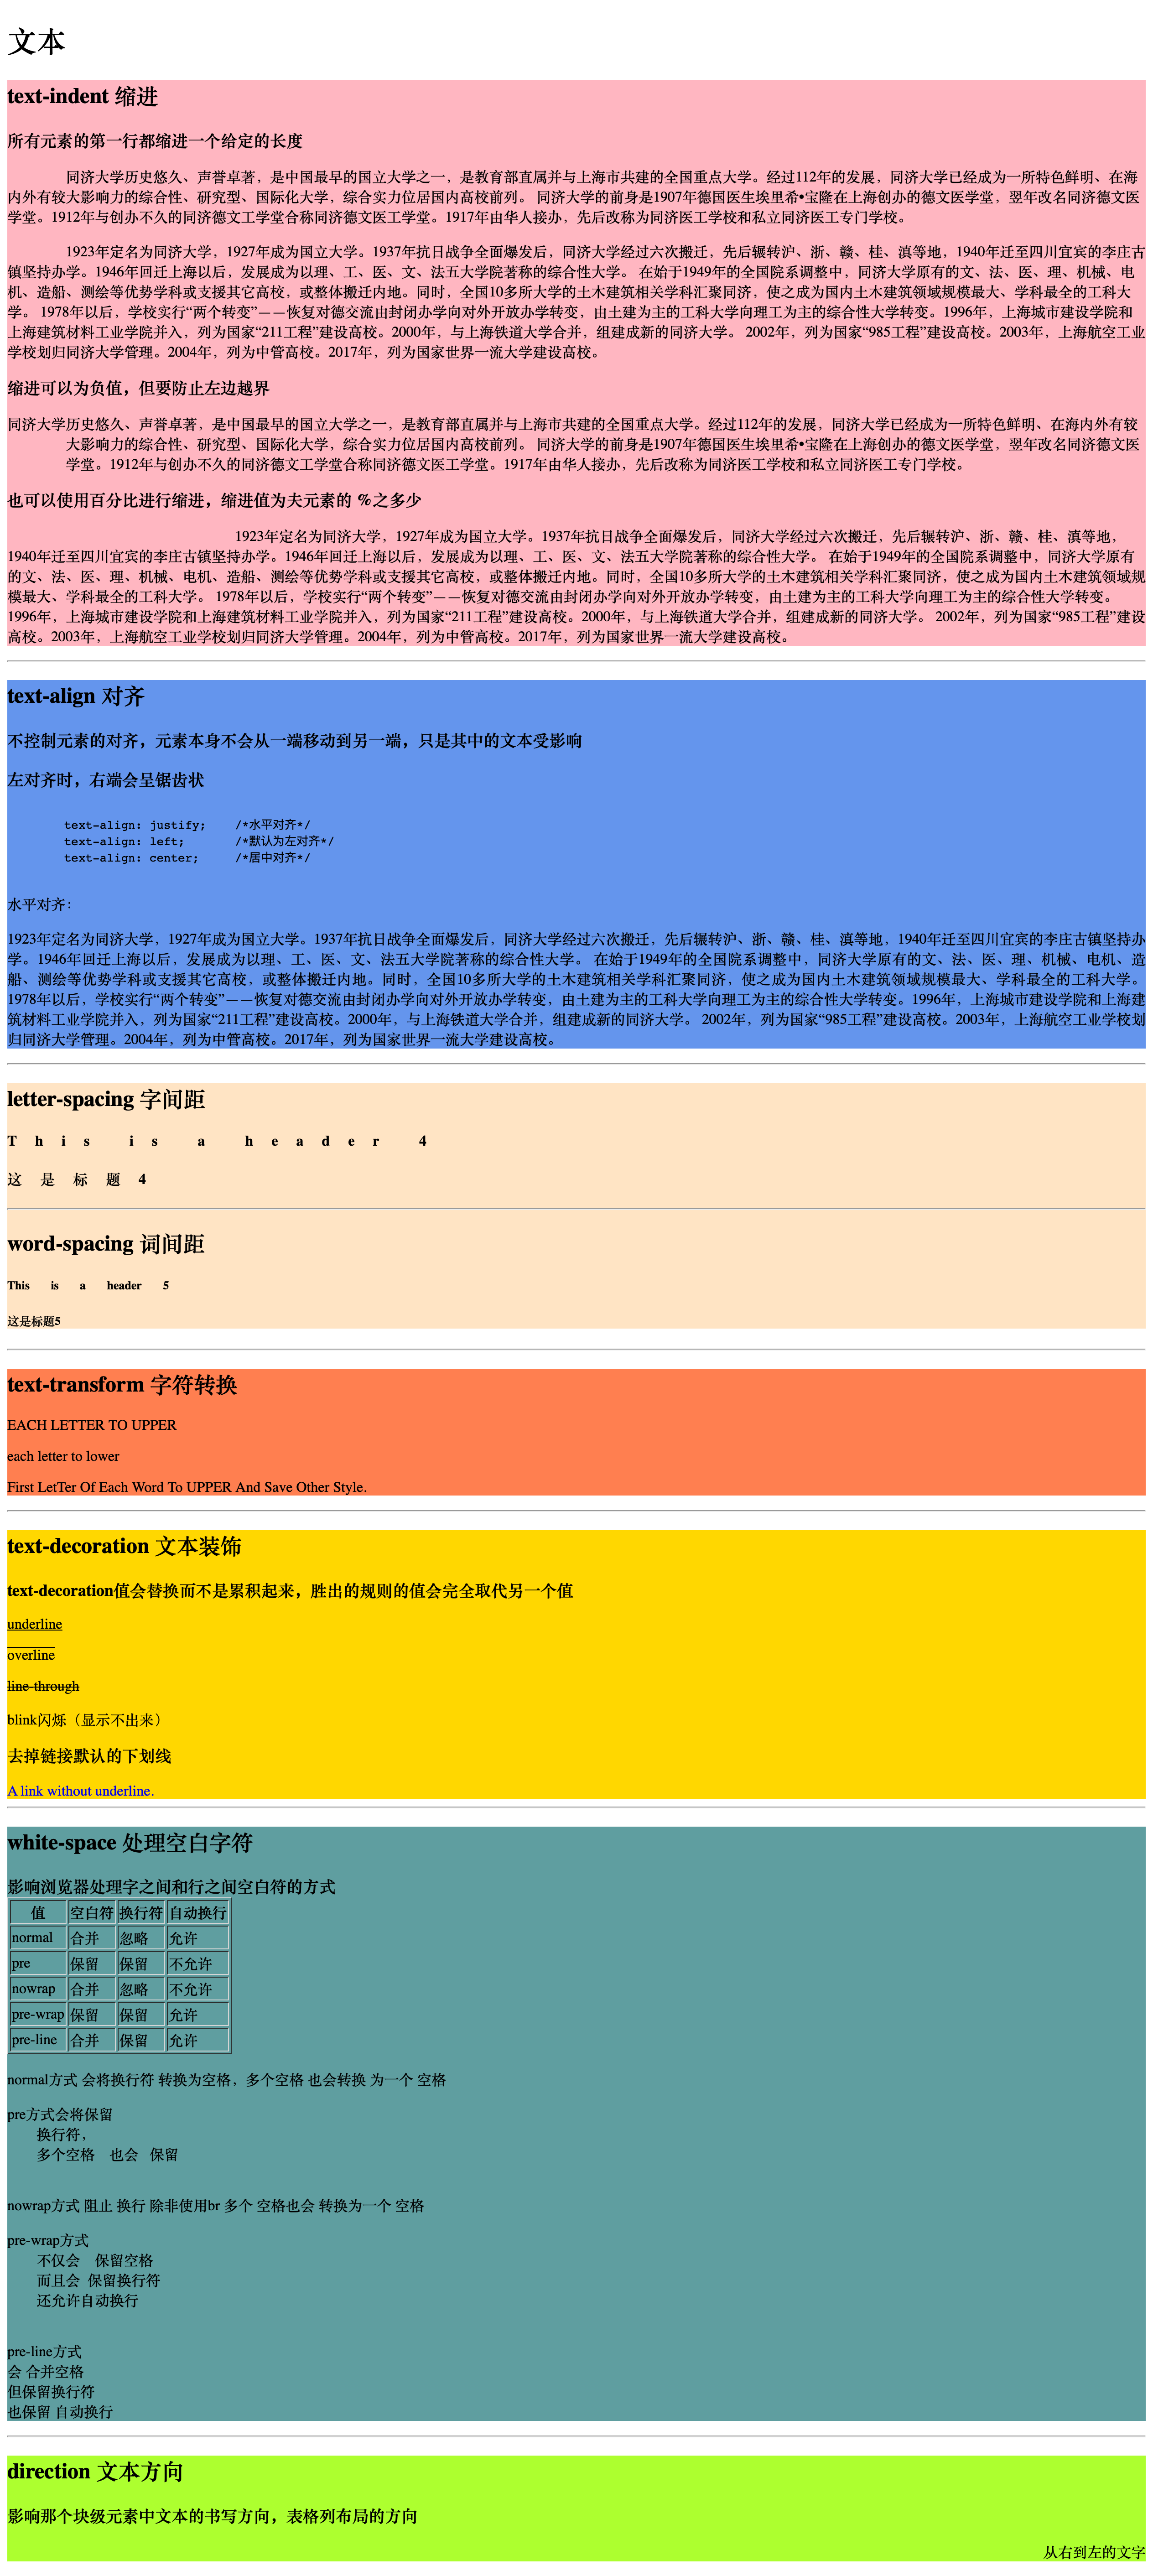 文本
text-indent 缩进
所有元素的第一行都缩进一个给定的长度
同济大学历史悠久、声誉卓著，是中国最早的国立大学之一，是教育部直属并与上海市共建的全国重点大学。经过112年的发展，同济大学已经成为一所特色鲜明、在海
内外有较大影响力的综合性、研究型、国际化大学，综合实力位居国内高校前列。 同济大学的前身是1907年德国医生埃里希•宝隆在上海创办的德文医学堂，翌年改名同济德文医
学堂。1912年与创办不久的同济德文工学堂合称同济德文医工学堂。1917年由华人接办，先后改称为同济医工学校和私立同济医工专门学校。
1923年定名为同济大学，1927年成为国立大学。1937年抗日战争全面爆发后，同济大学经过六次搬迁，先后辗转沪、浙、赣、桂、滇等地，1940年迁至四川宜宾的李庄古
镇坚持办学。1946年回迁上海以后，发展成为以理、工、医、文、法五大学院著称的综合性大学。 在始于1949年的全国院系调整中，同济大学原有的文、法、医、理、机械、电
机、造船、测绘等优势学科或支援其它高校，或整体搬迁内地。同时，全国10多所大学的土木建筑相关学科汇聚同济，使之成为国内土木建筑领域规模最大、学科最全的工科大
学。 1978年以后，学校实行“两个转变”——恢复对德交流由封闭办学向对外开放办学转变，由土建为主的工科大学向理工为主的综合性大学转变。1996年，上海城市建设学院和
上海建筑材料工业学院并入，列为国家“211工程”建设高校。2000年，与上海铁道大学合并，组建成新的同济大学。 2002年，列为国家“985工程”建设高校。2003年，上海航空工业
学校划归同济大学管理。2004年，列为中管高校。2017年，列为国家世界一流大学建设高校。
缩进可以为负值，但要防止左边越界
同济大学历史悠久、声誉卓著，是中国最早的国立大学之一，是教育部直属并与上海市共建的全国重点大学。经过112年的发展，同济大学已经成为一所特色鲜明、在海内外有较
大影响力的综合性、研究型、国际化大学，综合实力位居国内高校前列。 同济大学的前身是1907年德国医生埃里希•宝隆在上海创办的德文医学堂，翌年改名同济德文医
学堂。1912年与创办不久的同济德文工学堂合称同济德文医工学堂。1917年由华人接办，先后改称为同济医工学校和私立同济医工专门学校。
也可以使用百分比进行缩进，缩进值为夫元素的 %之多少
1923年定名为同济大学，1927年成为国立大学。1937年抗日战争全面爆发后，同济大学经过六次搬迁，先后辗转沪、浙、赣、桂、滇等地，
1940年迁至四川宜宾的李庄古镇坚持办学。1946年回迁上海以后，发展成为以理、工、医、文、法五大学院著称的综合性大学。 在始于1949年的全国院系调整中，同济大学原有
的文、法、医、理、机械、电机、造船、测绘等优势学科或支援其它高校，或整体搬迁内地。同时，全国10多所大学的土木建筑相关学科汇聚同济，使之成为国内土木建筑领域规
模最大、学科最全的工科大学。 1978年以后，学校实行“两个转变”——恢复对德交流由封闭办学向对外开放办学转变，由土建为主的工科大学向理工为主的综合性大学转变。
1996年，上海城市建设学院和上海建筑材料工业学院并入，列为国家“211工程”建设高校。2000年，与上海铁道大学合并，组建成新的同济大学。 2002年，列为国家“985工程”建设
高校。2003年，上海航空工业学校划归同济大学管理。2004年，列为中管高校。2017年，列为国家世界一流大学建设高校。
text-align 对齐
不控制元素的对齐，元素本身不会从一端移动到另一端，只是其中的文本受影响
左对齐时，右端会呈锯齿状
text-align: justify;    /*水平对齐*/
text-align: left;       /*默认为左对齐*/
text-align: center;     /*居中对齐*/
水平对齐：
1923年定名为同济大学，1927年成为国立大学。1937年抗日战争全面爆发后，同济大学经过六次搬迁，先后辗转沪、浙、赣、桂、滇等地，1940年迁至四川宜宾的李庄古镇坚持办
学。1946年回迁上海以后，发展成为以理、工、医、文、法五大学院著称的综合性大学。 在始于1949年的全国院系调整中，同济大学原有的文、法、医、理、机械、电机、造
船、测绘等优势学科或支援其它高校，或整体搬迁内地。同时，全国10多所大学的土木建筑相关学科汇聚同济，使之成为国内土木建筑领域规模最大、学科最全的工科大学。
1978年以后，学校实行“两个转变”——恢复对德交流由封闭办学向对外开放办学转变，由土建为主的工科大学向理工为主的综合性大学转变。1996年，上海城市建设学院和上海建
筑材料工业学院并入，列为国家“211工程”建设高校。2000年，与上海铁道大学合并，组建成新的同济大学。 2002年，列为国家“985工程”建设高校。2003年，上海航空工业学校划
归同济大学管理。2004年，列为中管高校。2017年，列为国家世界一流大学建设高校。
letter-spacing 字间距
This is a header 4
这是标题4
word-spacing 词间距
This is a header 5
这是标题5
text-transform 字符转换
EACH LETTER TO UPPER
each letter to lower
First LetTer Of Each Word To UPPER And Save Other Style.
text-decoration 文本装饰
text-decoration值会替换而不是累积起来，胜出的规则的值会完全取代另一个值
underline
overline
line-through
blink闪烁（显示不出来）
去掉链接默认的下划线
A link without underline.
white-space 处理空白字符
影响浏览器处理字之间和行之间空白符的方式
值 空白符 换行符 自动换行
normal 合并 忽略 允许
pre 保留 保留 不允许
nowrap 合并 忽略 不允许
pre-wrap 保留 保留 允许
pre-line 合并 保留 允许
normal方式 会将换行符 转换为空格，多个空格 也会转换 为一个 空格
pre方式会将保留
换行符，
多个空格    也会   保留
nowrap方式 阻止 换行 除非使用br 多个 空格也会 转换为一个 空格
pre-wrap方式
不仅会    保留空格
而且会  保留换行符
还允许自动换行
pre-line方式
会 合并空格
但保留换行符
也保留 自动换行
direction 文本方向
影响那个块级元素中文本的书写方向，表格列布局的方向
从右到左的文字